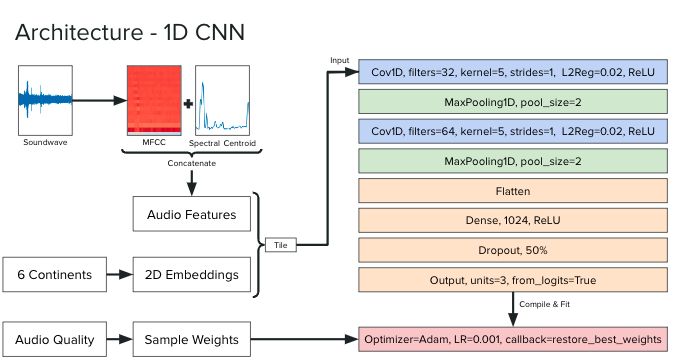 Architecture - 1D CNN
Input
Cov1D, filters=32, kernel=5, strides=1, L2Reg=0.02, ReLU
MaxPooling1D, pool_size=2
Cov1D, filters=64, kernel=5, strides=1, L2Reg=0.02, ReLU
MaxPooling1D, pool_size=2
Flatten
Dense, 1024, ReLU
Dropout, 50%
Output, units=3, from_logits=True
Compile & Fit
Optimizer=Adam, LR=0.001, callback=restore_best_weights
Soundwave
MFCC
+
Spectral Centroid
Concatenate
Audio Features
Tile
6 Continents
2D Embeddings
Audio Quality
Sample Weights